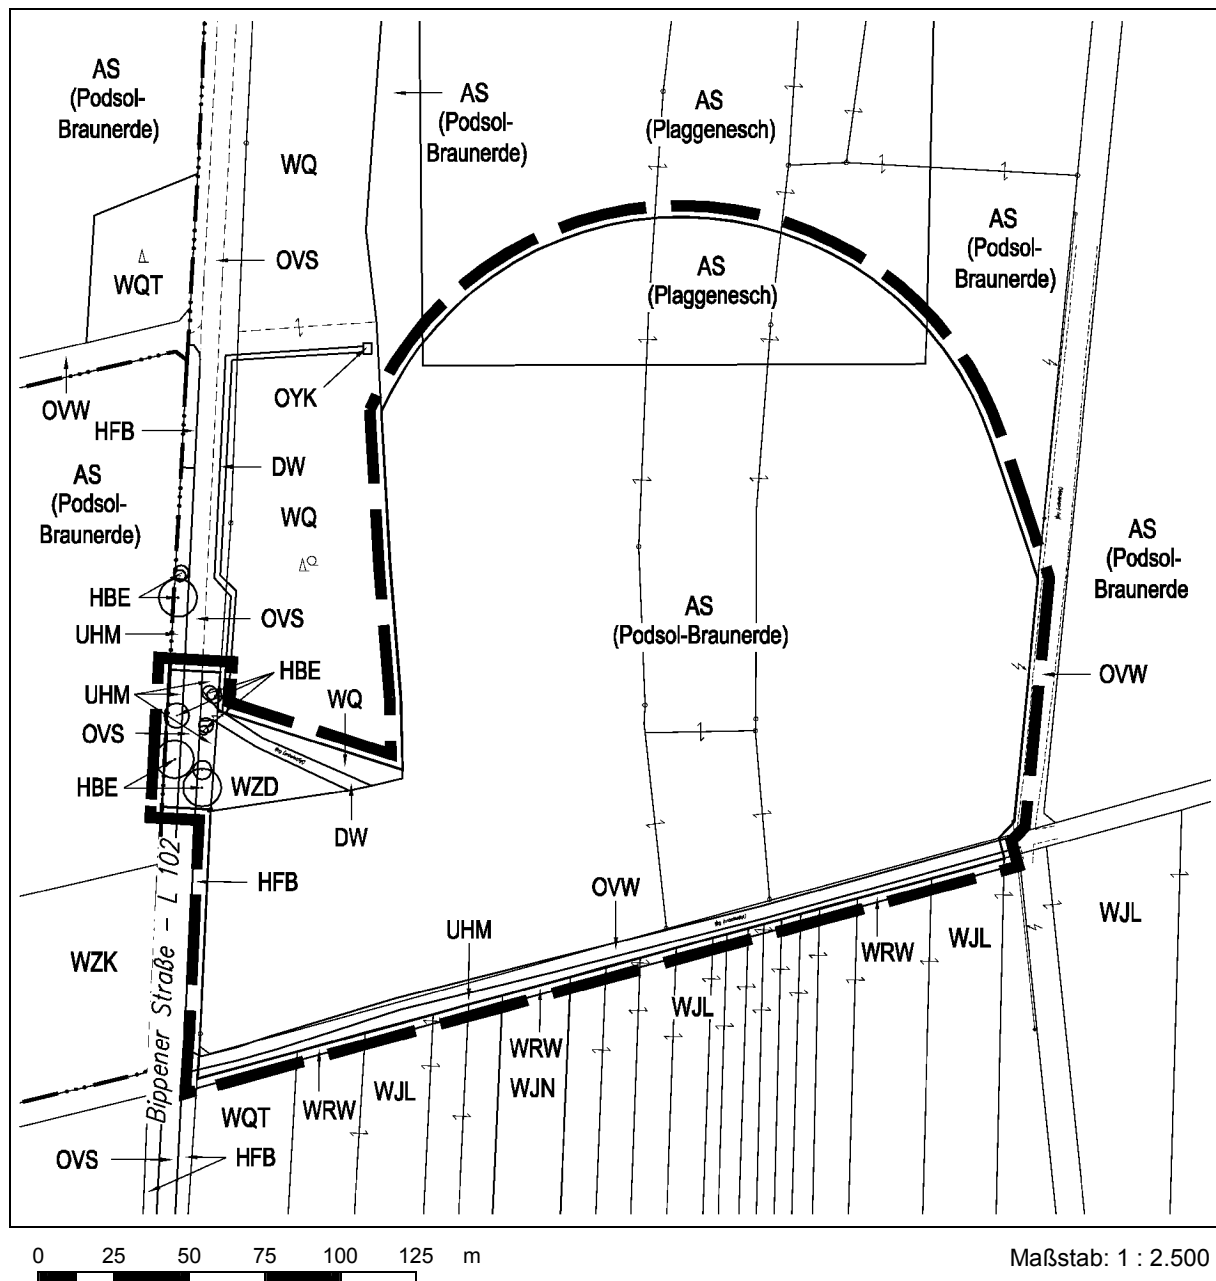 AS
(Podsol-
Braunerde)
AS
(Podsol-
Braunerde)
AS
(Plaggenesch)
WQ
AS
(Podsol-
Braunerde)
OVS
WQT
AS
(Plaggenesch)
OYK
OVW
HFB
DW
AS
(Podsol-
Braunerde)
WQ
AS
(Podsol-
Braunerde
HBE
OVS
UHM
AS
(Podsol-Braunerde)
HBE
UHM
WQ
OVW
OVS
HBE
WZD
DW
HFB
OVW
UHM
WJL
WJL
WRW
WZK
Bippener Straße - L 102
WJL
WRW
WJN
WJL
WRW
WQT
OVS
HFB
0 25 50 75 100 125 m
Maßstab: 1 : 2.500